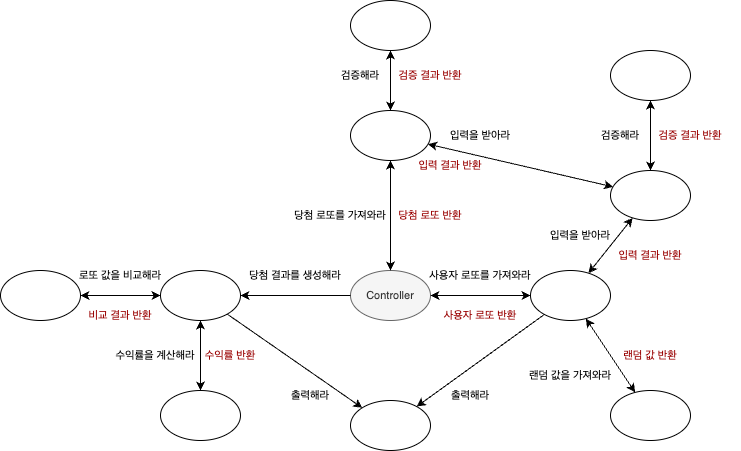 검증해라
검증 결과 반환
검증해라
검증 결과 반환
입력을 받아라
입력 결과 반환
당첨 로또를 가져와라
당첨 로또 반환
입력을 받아라
입력 결과 반환
로또 값을 비교해라
비교 결과 반환
당첨 결과를 생성해라
Controller
사용자 로또를 가져와라
사용자 로또 반환
수익률을 계산해라
수익률 반환
랜덤 값 반환
랜덤 값을 가져와라
출력해라
출력해라